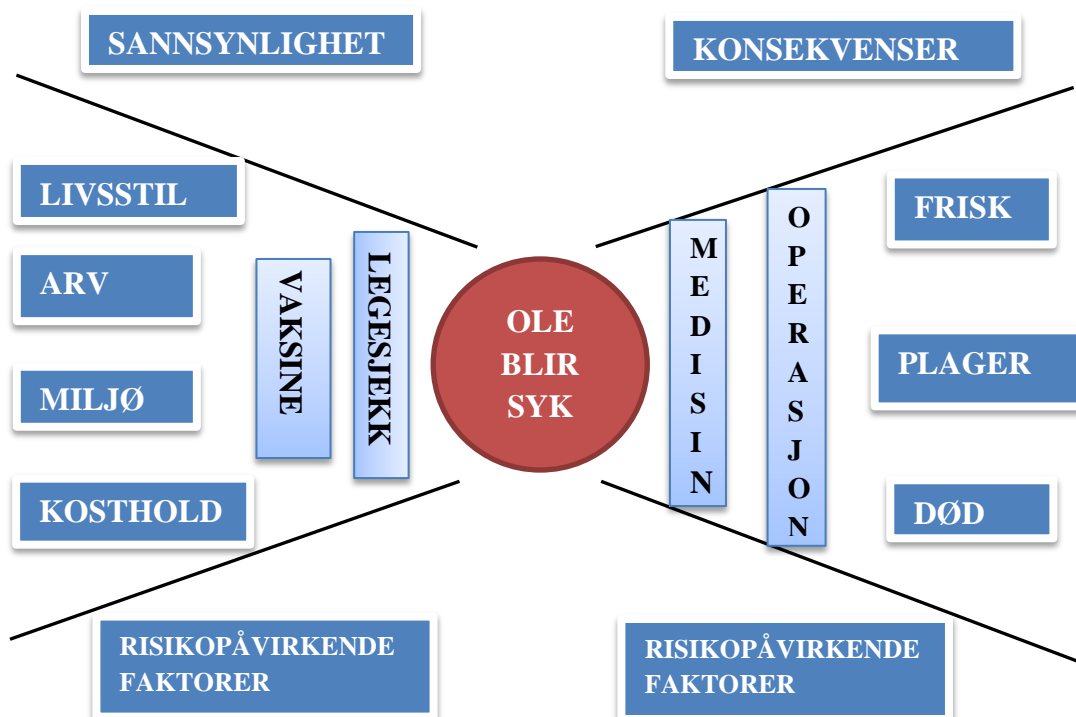 SANNSYNLIGHET
KONSEKVENSER
LIVSSTIL
ARV
MILJØ
KOSTHOLD
VAKSINE
LEGESJEKK
OLE
BLIR
SYK
MEDISIN
OPERASJON
FRISK
PLAGER
DØD
RISIKOPÅVIRKENDE
FAKTORER
RISIKOPÅVIRKENDE
FAKTORER